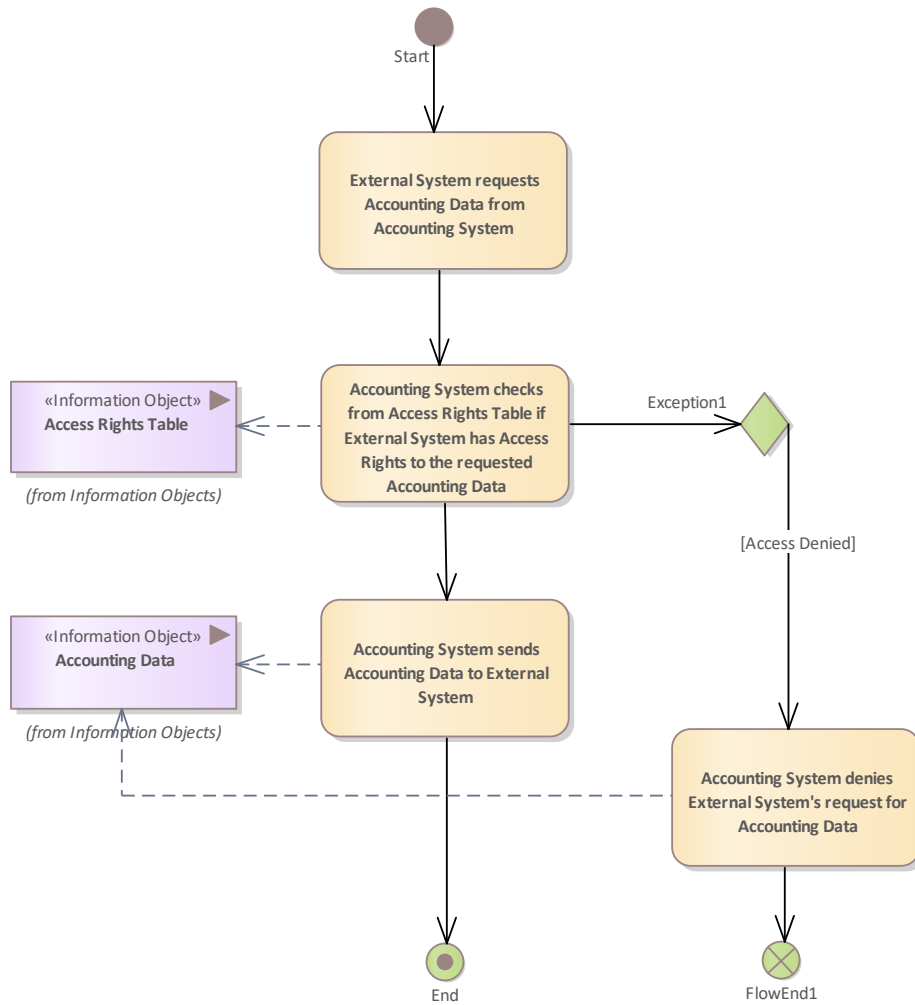 Start
External System requests
Accounting Data from
Accounting System
«Information Object»
Access Rights Table
(from Information Objects)
Accounting System checks
from Access Rights Table if
External System has Access
Rights to the requested
Accounting Data
Exception1
[Access Denied]
«Information Object»
Accounting Data
(from Information Objects)
Accounting System sends
Accounting Data to External
System
Accounting System denies
External System's request for
Accounting Data
End
FlowEnd1